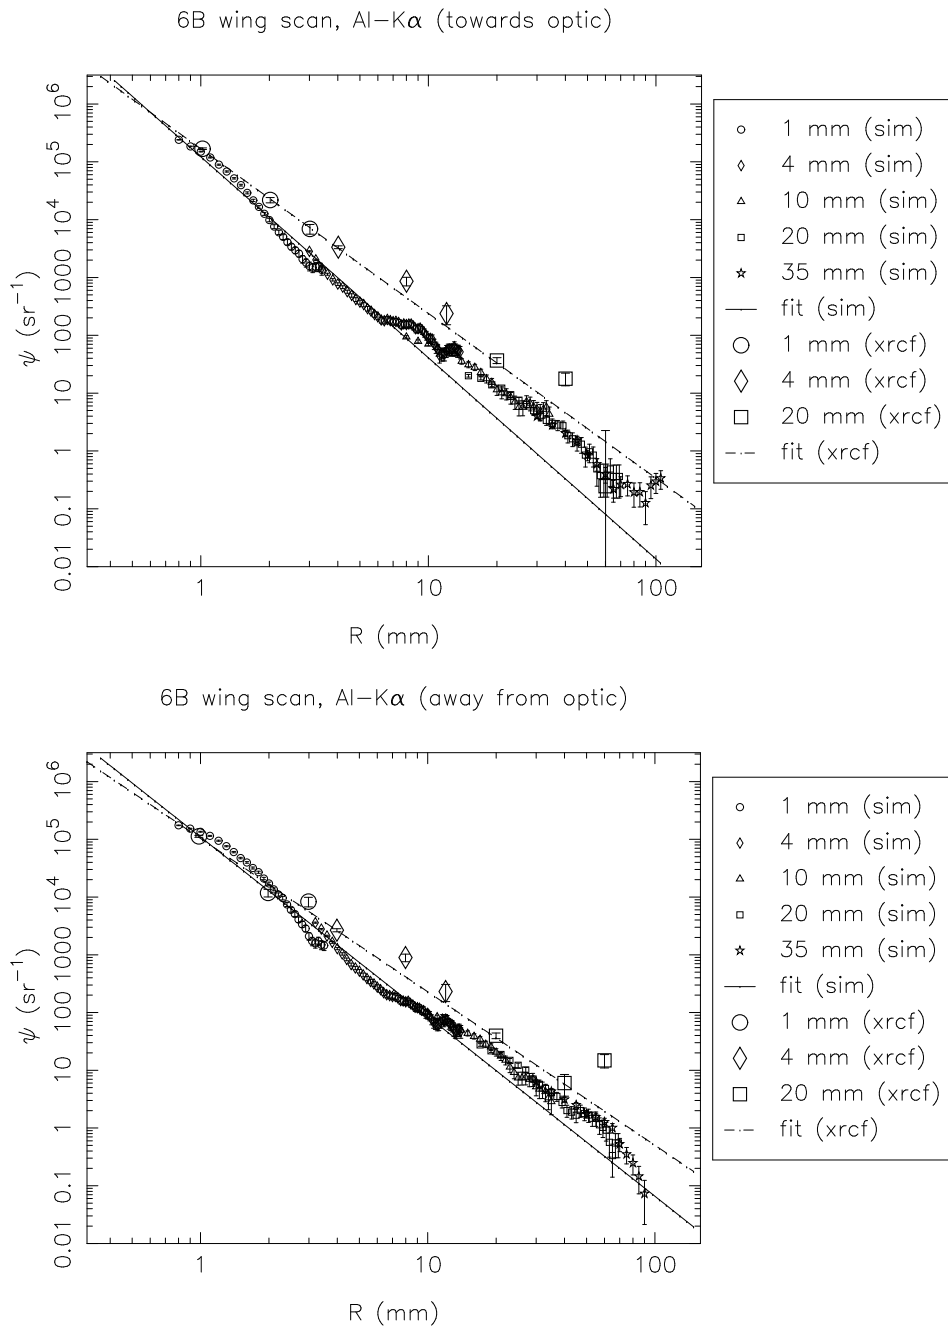 6B wing scan, Al−Kα (towards optic)
10⁶
10⁵
10⁴
1000
100
10
1
0.1
0.01
ψ (sr⁻¹)
1
10
100
R (mm)
1 mm (sim)
4 mm (sim)
10 mm (sim)
20 mm (sim)
35 mm (sim)
fit (sim)
1 mm (xrcf)
4 mm (xrcf)
20 mm (xrcf)
fit (xrcf)
6B wing scan, Al−Kα (away from optic)
10⁶
10⁵
10⁴
1000
100
10
1
0.1
0.01
ψ (sr⁻¹)
1
10
100
R (mm)
1 mm (sim)
4 mm (sim)
10 mm (sim)
20 mm (sim)
35 mm (sim)
fit (sim)
1 mm (xrcf)
4 mm (xrcf)
20 mm (xrcf)
fit (xrcf)